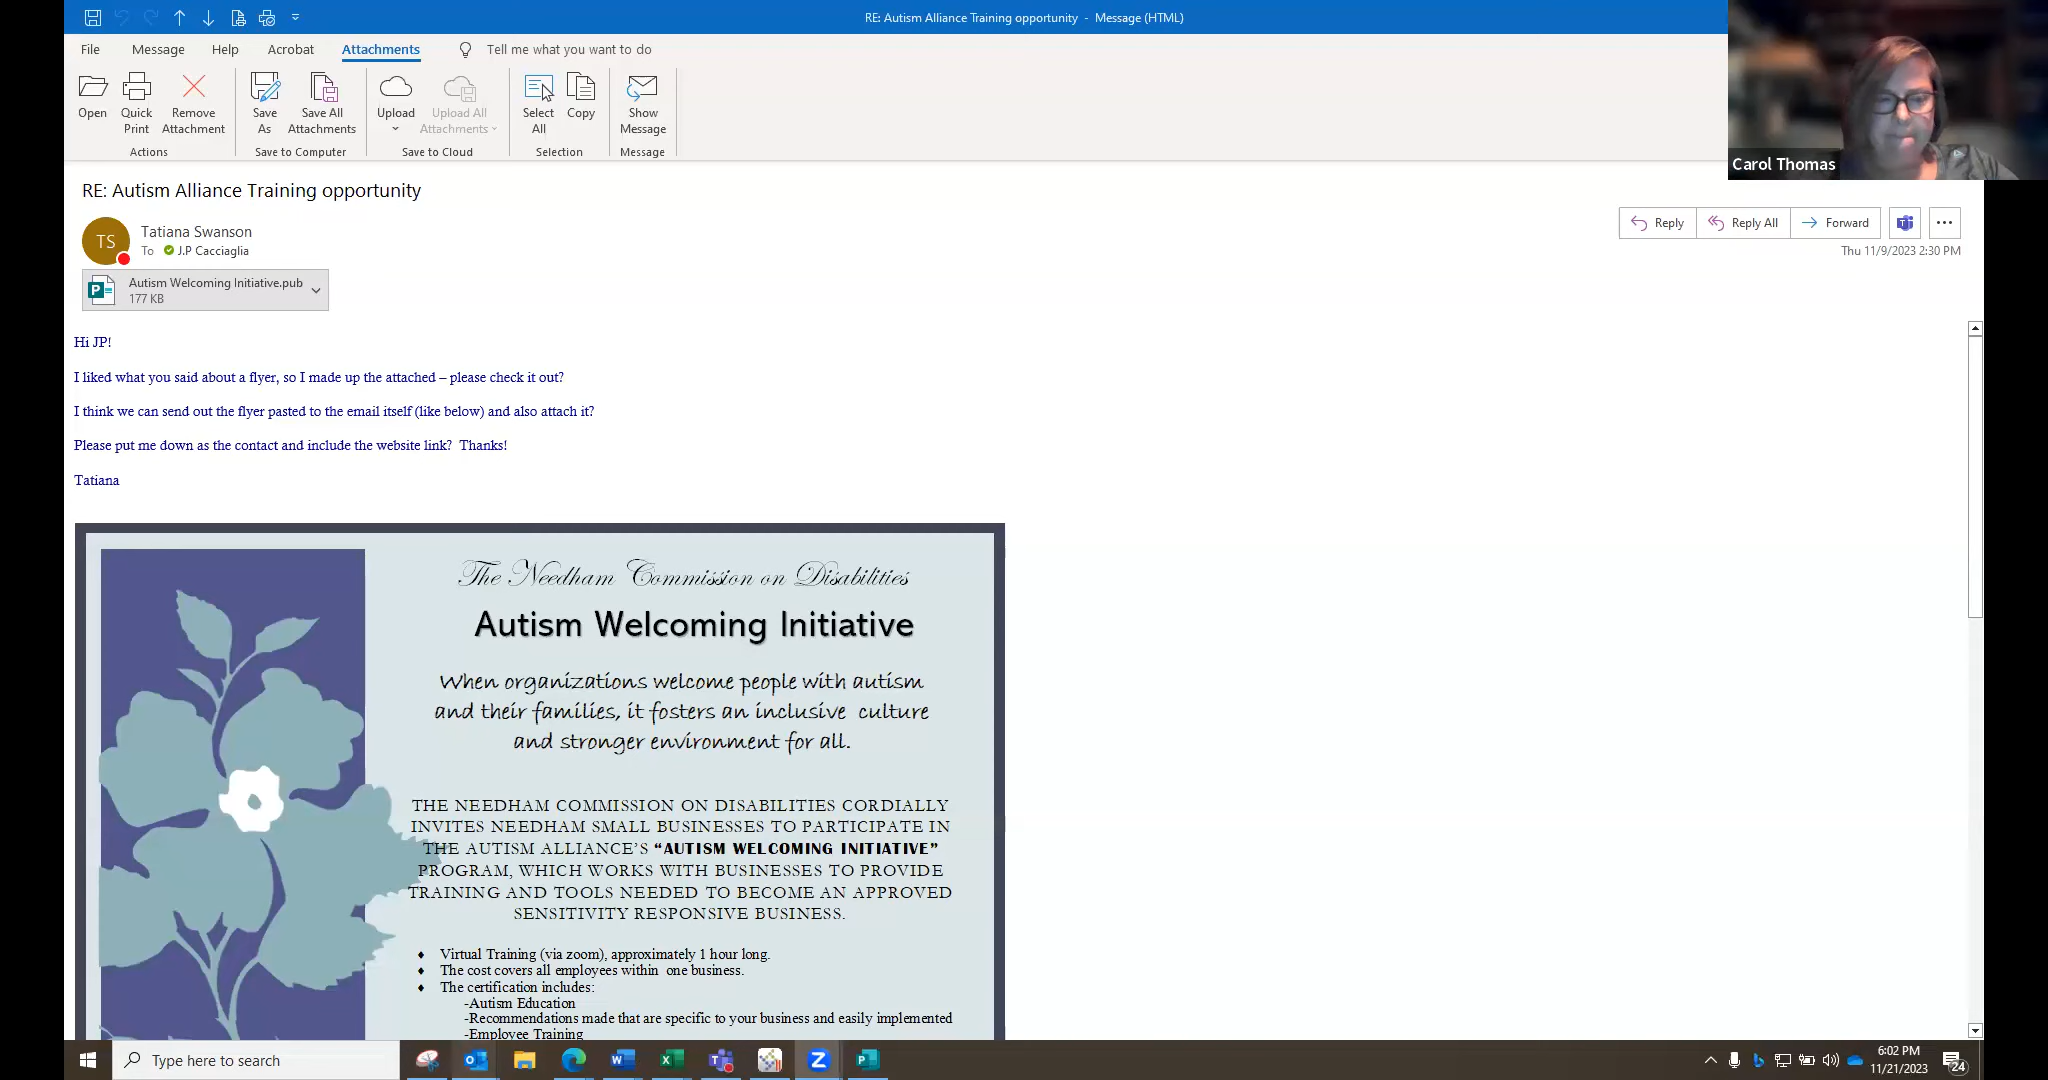 RE: Autism Alliance Training opportunity - Message (HTML)
File Message Help Acrobat Attachments Tell me what you want to do
Open Quick Print Remove Attachment Save As Save All Attachments Upload Upload All Attachments Select All Copy Show Message
Actions Save to Computer Save to Cloud Selection Message
Carol Thomas
RE: Autism Alliance Training opportunity
TS
Tatiana Swanson
To J.P Cacciaglia
Reply Reply All Forward
Thu 11/9/2023 2:30 PM
Autism Welcoming Initiative.pub
177 KB
Hi JP!
I liked what you said about a flyer, so I made up the attached – please check it out?
I think we can send out the flyer pasted to the email itself (like below) and also attach it?
Please put me down as the contact and include the website link?  Thanks!
Tatiana
The Needham Commission on Disabilities
Autism Welcoming Initiative
When organizations welcome people with autism
and their families, it fosters an inclusive culture
and stronger environment for all.
THE NEEDHAM COMMISSION ON DISABILITIES CORDIALLY
INVITES NEEDHAM SMALL BUSINESSES TO PARTICIPATE IN
THE AUTISM ALLIANCE’S “AUTISM WELCOMING INITIATIVE”
PROGRAM, WHICH WORKS WITH BUSINESSES TO PROVIDE
TRAINING AND TOOLS NEEDED TO BECOME AN APPROVED
SENSITIVITY RESPONSIVE BUSINESS.
♦ Virtual Training (via zoom), approximately 1 hour long.
♦ The cost covers all employees within one business.
♦ The certification includes:
-Autism Education
-Recommendations made that are specific to your business and easily implemented
-Employee Training
Type here to search
6:02 PM
11/21/2023
24